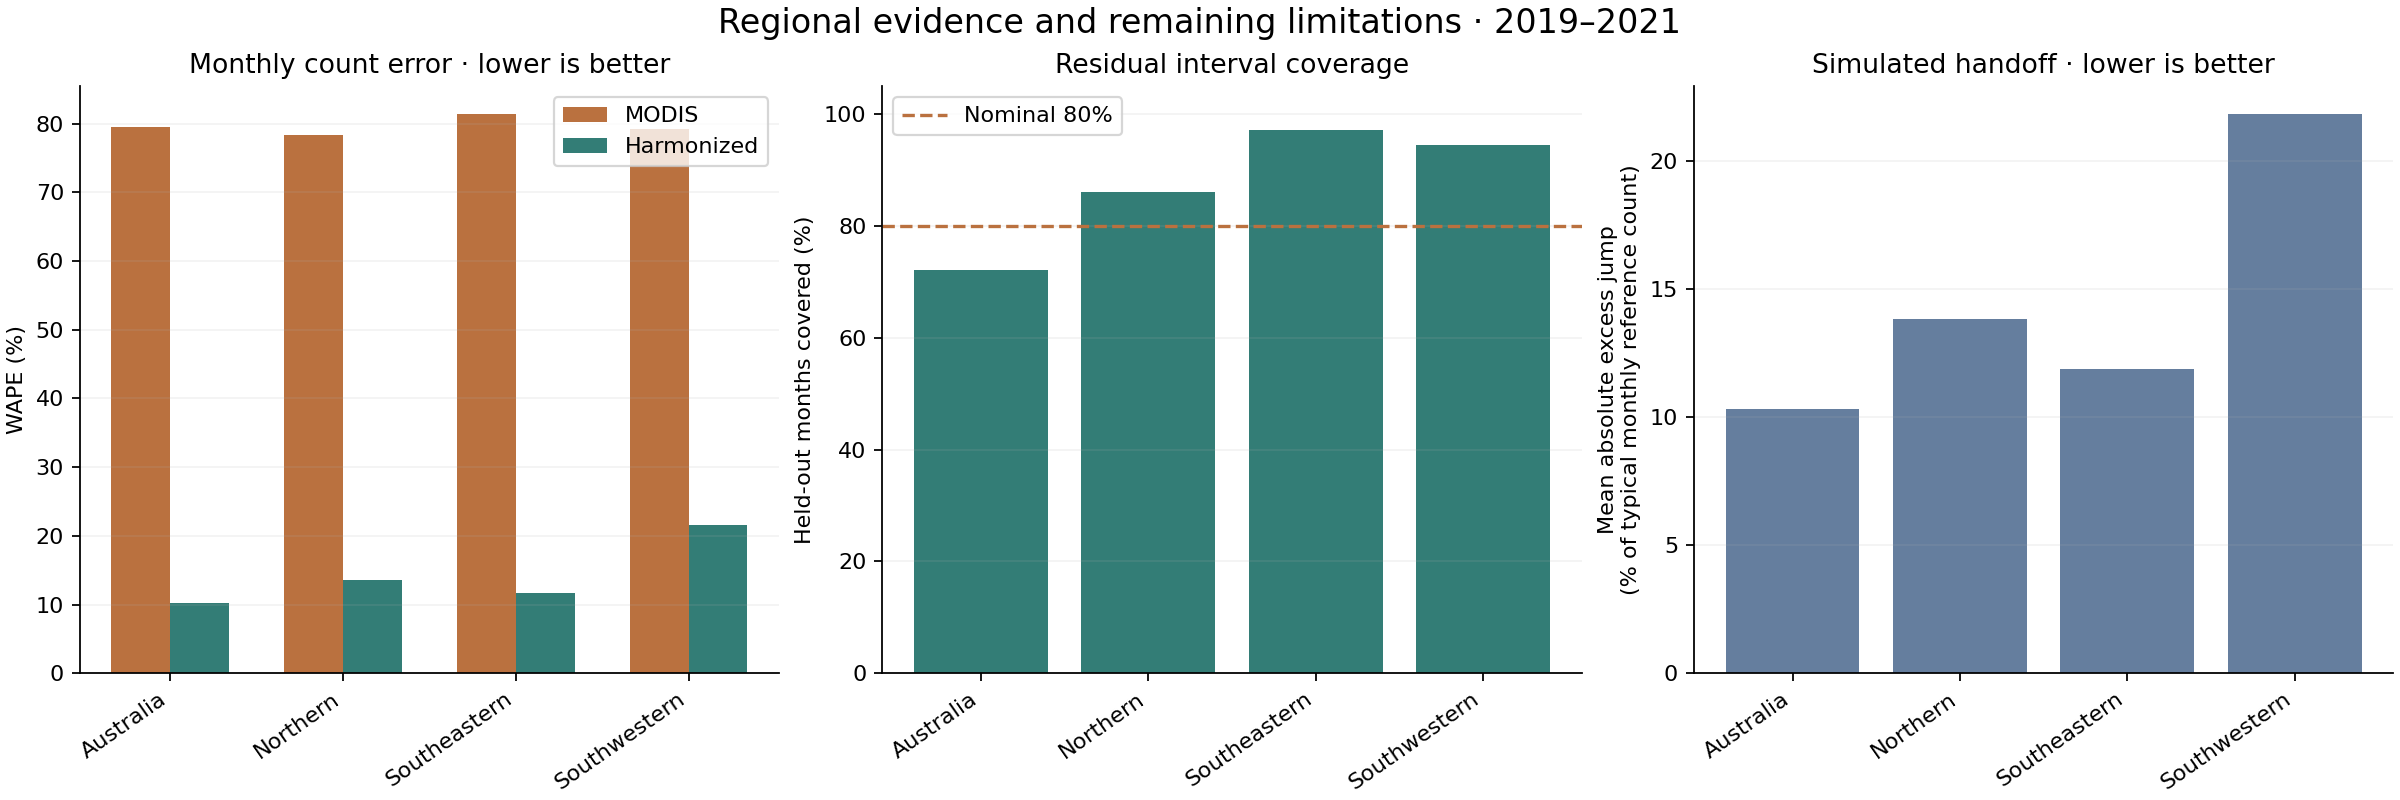 Regional evidence and remaining limitations · 2019–2021
Monthly count error · lower is better
WAPE (%)
80
70
60
50
40
30
20
10
0
MODIS
Harmonized
Australia
Northern
Southeastern
Southwestern
Residual interval coverage
Held-out months covered (%)
100
80
60
40
20
0
Nominal 80%
Australia
Northern
Southeastern
Southwestern
Simulated handoff · lower is better
Mean absolute excess jump
(% of typical monthly reference count)
20
15
10
5
0
Australia
Northern
Southeastern
Southwestern